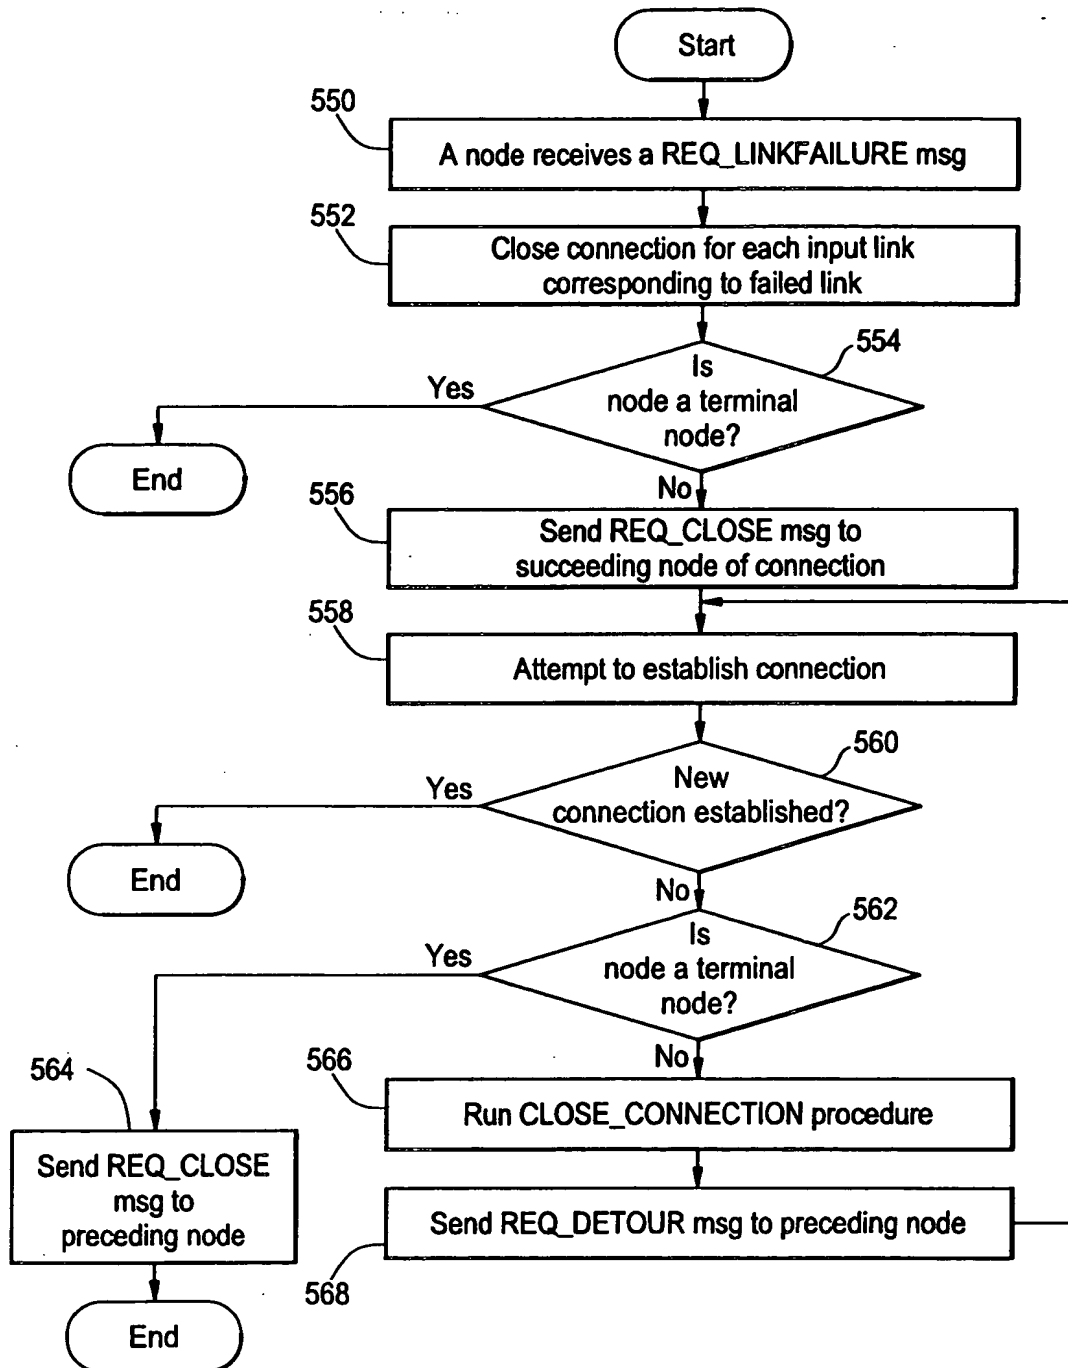 Start
550
A node receives a REQ_LINKFAILURE msg
552
Close connection for each input link
corresponding to failed link
554
Is
node a terminal
node?
Yes
End
No
556
Send REQ_CLOSE msg to
succeeding node of connection
558
Attempt to establish connection
560
New
connection established?
Yes
End
No
562
Is
node a terminal
node?
Yes
No
564
Send REQ_CLOSE
msg to
preceding node
End
566
Run CLOSE_CONNECTION procedure
Send REQ_DETOUR msg to preceding node
568